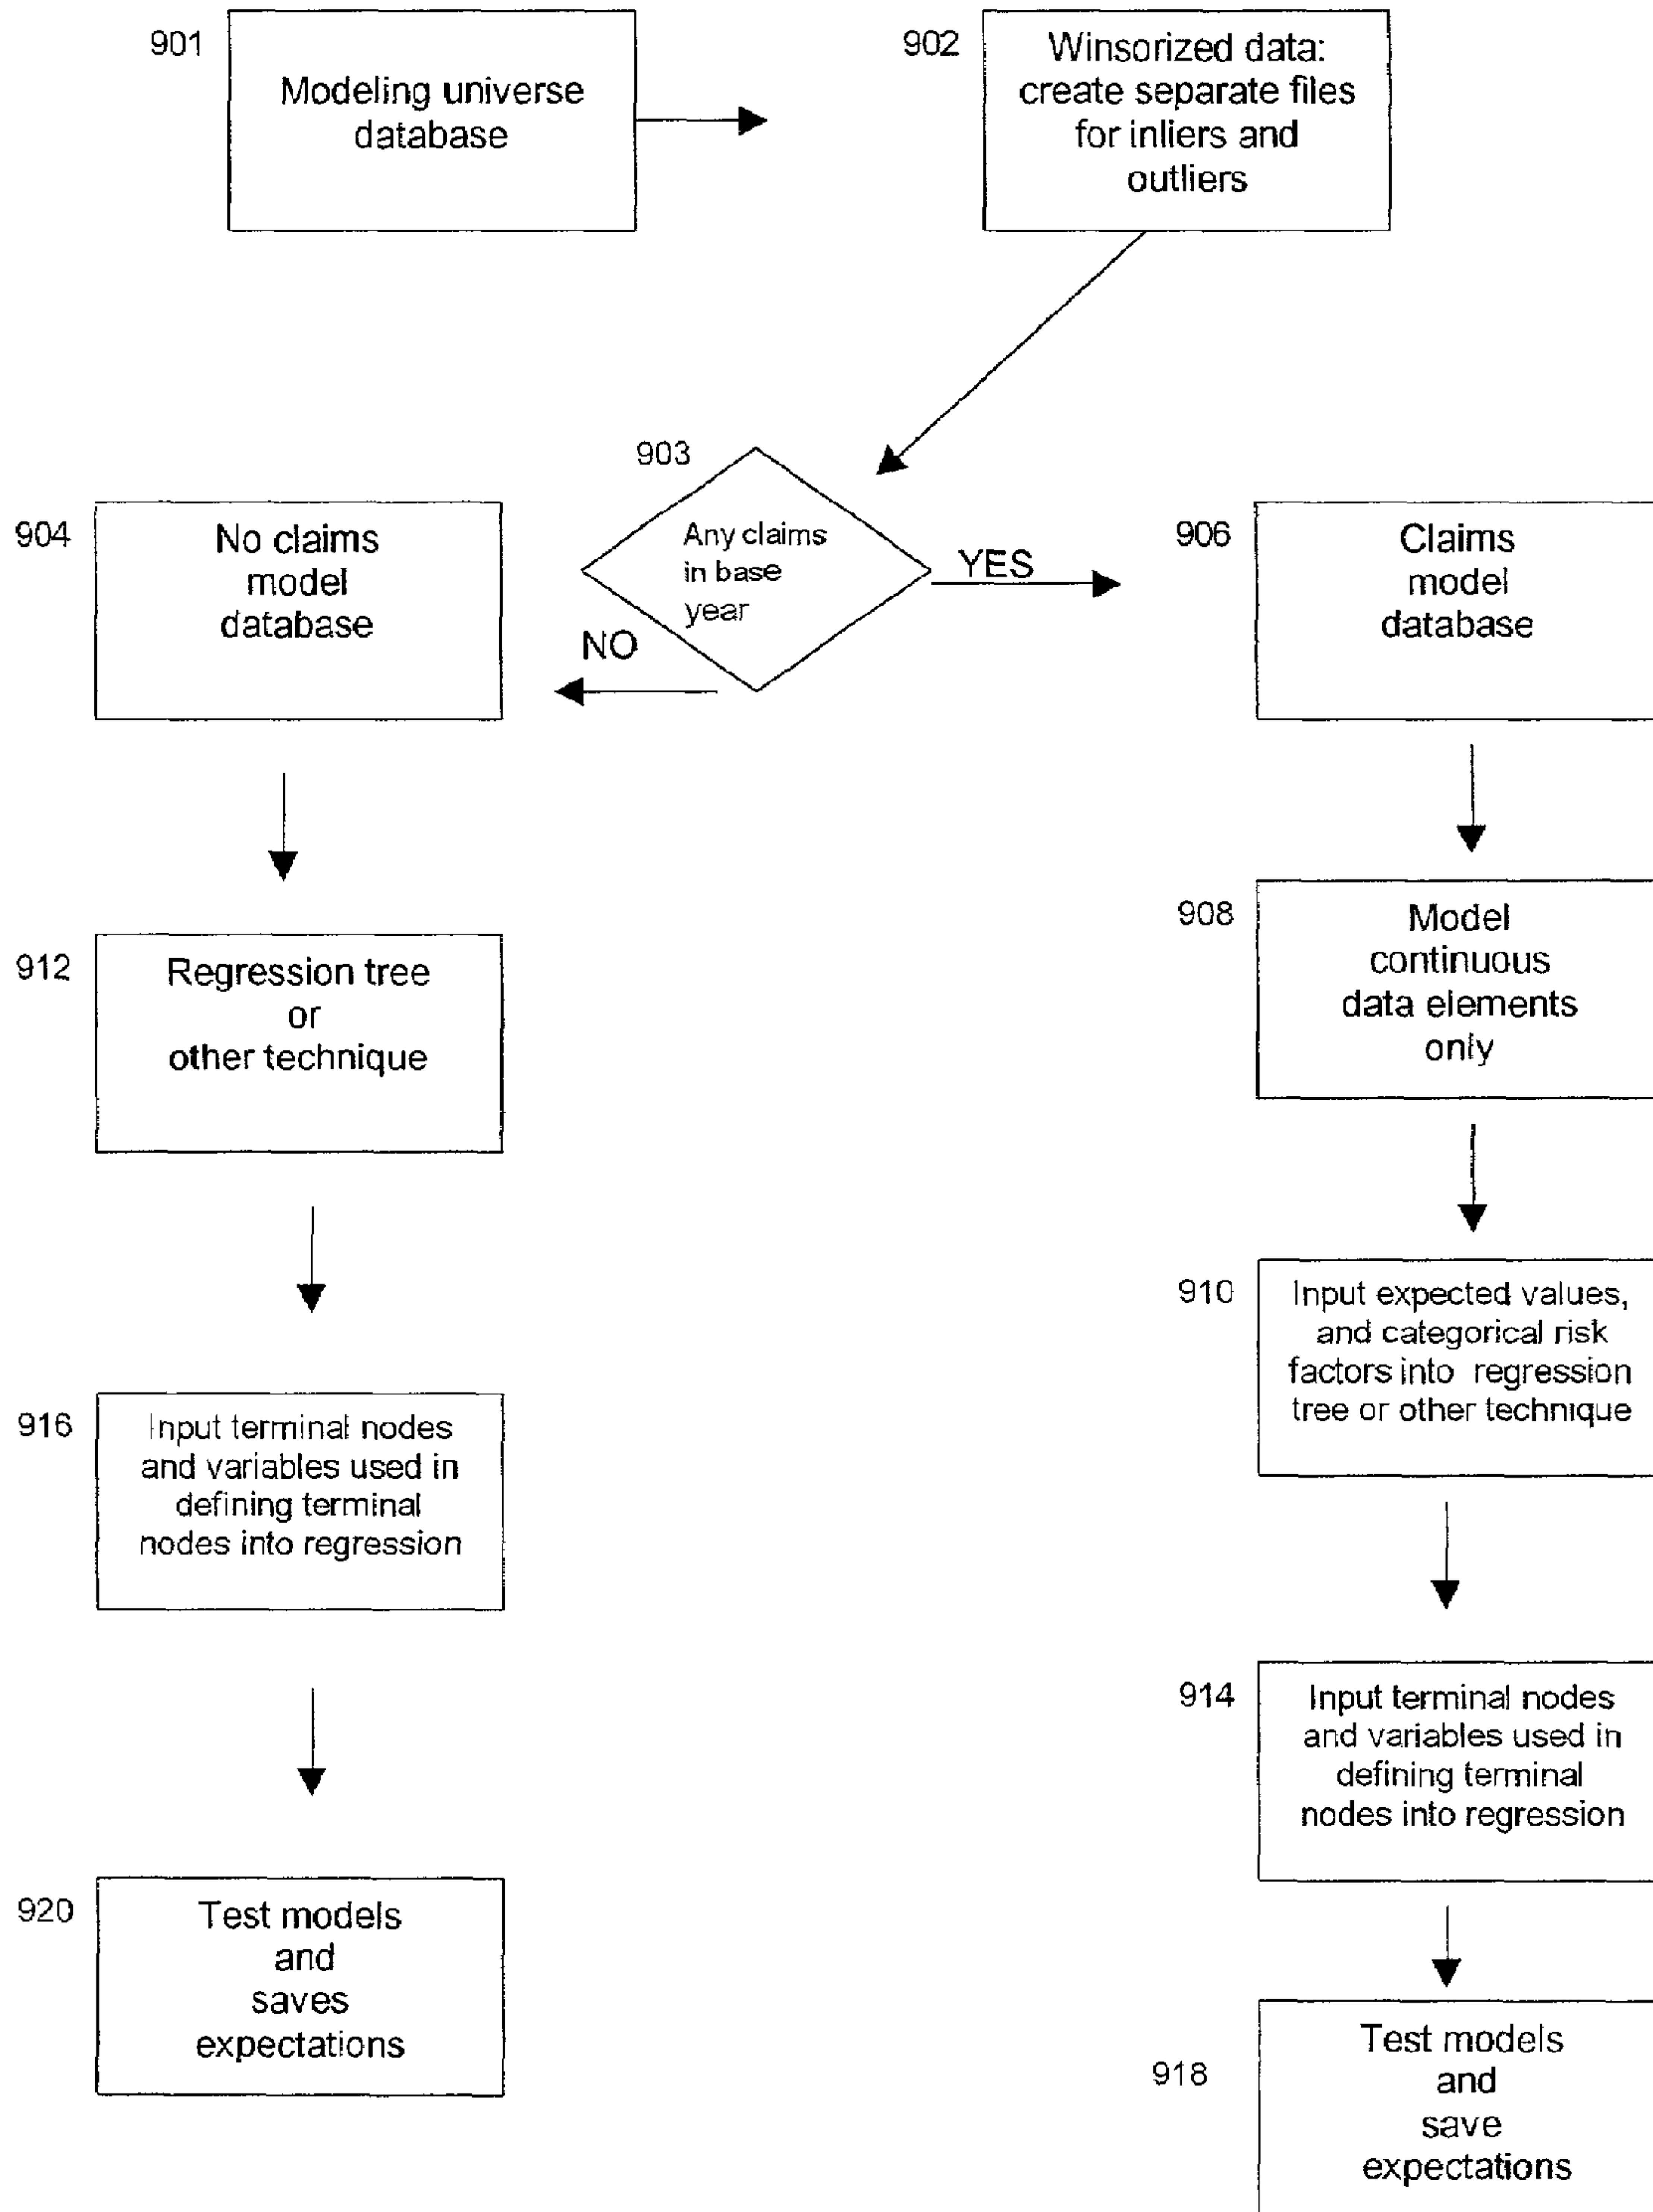 901
Modeling universe
database
902
Winsorized data:
create separate files
for inliers and
outliers
903
Any claims
in base
year
YES
NO
904
No claims
model
database
906
Claims
model
database
908
Model
continuous
data elements
only
912
Regression tree
or
other technique
910
Input expected values,
and categorical risk
factors into regression
tree or other technique
916
Input terminal nodes
and variables used in
defining terminal
nodes into regression
914
Input terminal nodes
and variables used in
defining terminal
nodes into regression
920
Test models
and
saves
expectations
918
Test models
and
save
expectations